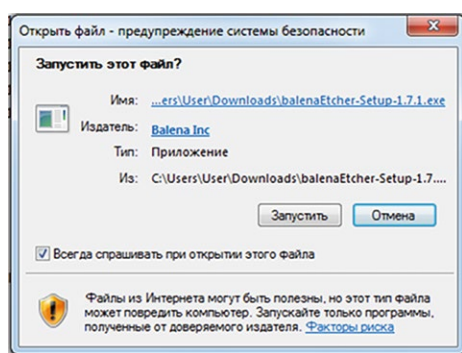 Открыть файл - предупреждение системы безопасности
Запустить этот файл?
Имя: ...ers\User\Downloads\balenaEtcher-Setup-1.7.1.exe
Издатель: Balena Inc
Тип: Приложение
Из: C:\Users\User\Downloads\balenaEtcher-Setup-1.7....
Запустить Отмена
Всегда спрашивать при открытии этого файла
Файлы из Интернета могут быть полезны, но этот тип файла
может повредить компьютер. Запускайте только программы,
полученные от доверяемого издателя. Факторы риска